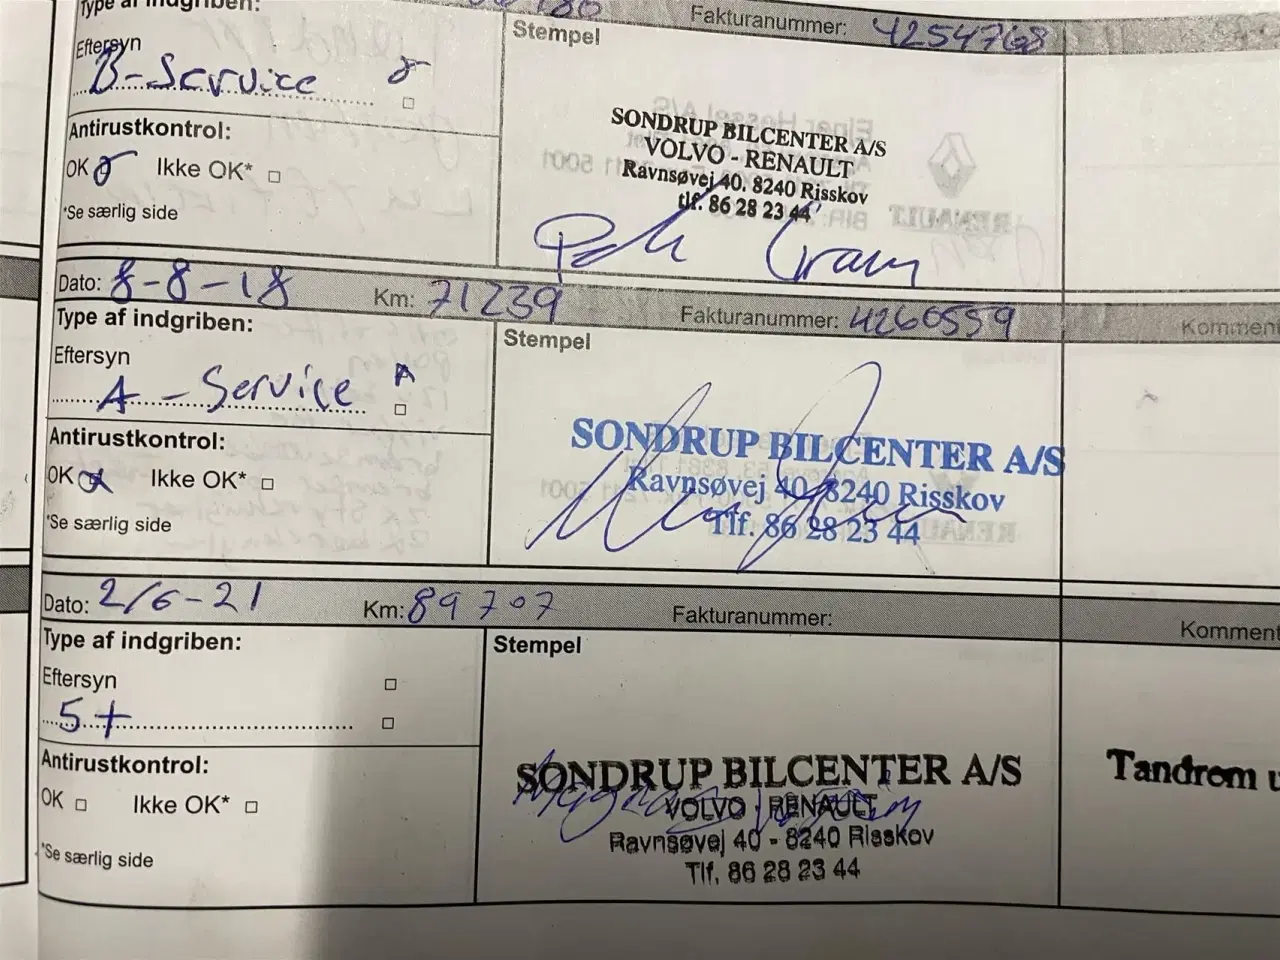 Type af indgriben:
Fakturanummer: 4254768
Eftersyn
B-Service
Stempel
Antirustkontrol:
OK Ikke OK* □
*Se særlig side
SONDRUP BILCENTER A/S
VOLVO - RENAULT
Ravnsøvej 40. 8240 Risskov
tlf. 86 28 23 44
Dato: 8-8-18 Km: 71239 Fakturanummer: 4260559 Komment
Type af indgriben:
Stempel
Eftersyn
A - Service
Antirustkontrol:
OK Ikke OK* □
*Se særlig side
SONDRUP BILCENTER A/S
Ravnsøvej 40, 8240 Risskov
Tlf. 86 28 23 44
Dato: 2/6-21 Km: 89707 Fakturanummer: Komment
Type af indgriben:
Stempel
Eftersyn □
5+ □
Antirustkontrol:
OK □ Ikke OK* □
*Se særlig side
SONDRUP BILCENTER A/S
VOLVO RENAULT
Ravnsøvej 40 - 8240 Risskov
Tlf. 86 28 23 44
Tandrem u